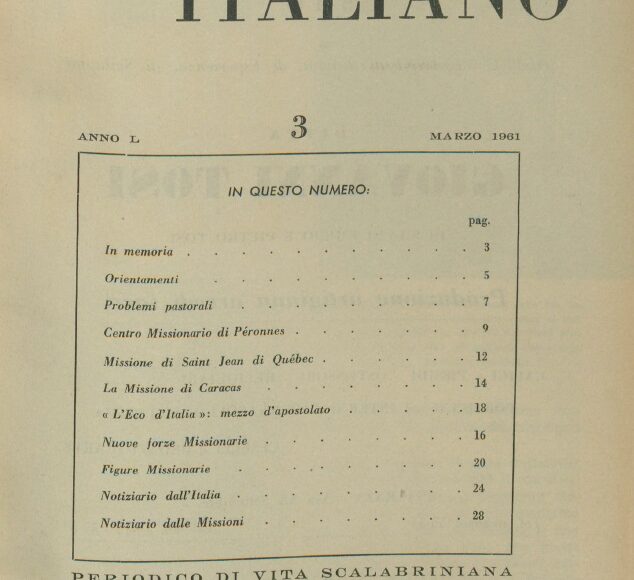 ITALIANO
3
ANNO L MARZO 1961
IN QUESTO NUMERO:
pag.
In memoria . . . . . . . . . . . 3
Orientamenti . . . . . . . . . . 5
Problemi pastorali . . . . . . . . . 7
Centro Missionario di Péronnes . . . . . . . 9
Missione di Saint Jean di Québec . . . . . . 12
La Missione di Caracas . . . . . . . . . 14
« L'Eco d'Italia »: mezzo d'apostolato . . . . . 18
Nuove forze Missionarie . . . . . . . . 16
Figure Missionarie . . . . . . . . . 20
Notiziario dall'Italia . . . . . . . . . 24
Notiziario dalle Missioni . . . . . . . . 28
PERIODICO DI VITA SCALABRINIANA